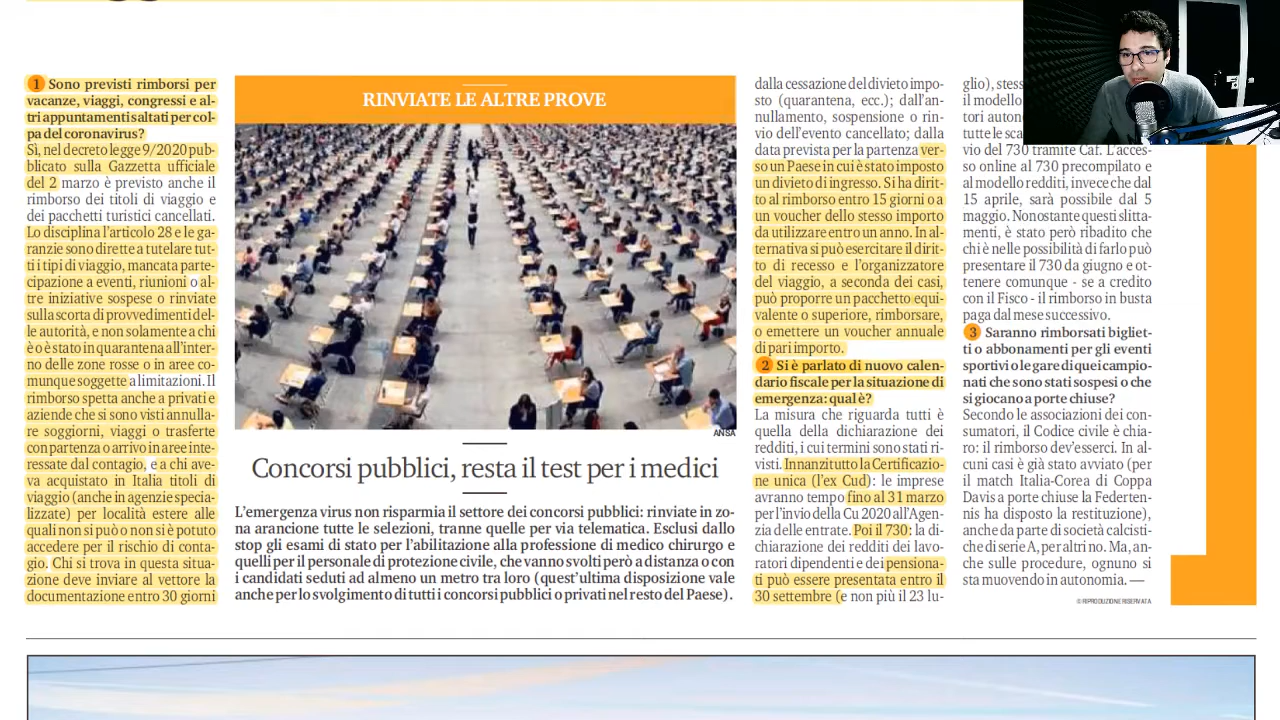 1 Sono previsti rimborsi per
vacanze, viaggi, congressi e al-
tri appuntamenti saltati per col-
pa del coronavirus?
Sì, nel decreto legge 9/2020 pub-
blicato sulla Gazzetta ufficiale
del 2 marzo è previsto anche il
rimborso dei titoli di viaggio e
dei pacchetti turistici cancellati.
Lo disciplina l'articolo 28 e le ga-
ranzie sono dirette a tutelare tut-
ti i tipi di viaggio, mancata parte-
cipazione a eventi, riunioni o al-
tre iniziative sospese o rinviate
sulla scorta di provvedimenti del-
le autorità, e non solamente a chi
è o è stato in quarantena all'inter-
no delle zone rosse o in aree co-
munque soggette a limitazioni. Il
rimborso spetta anche a privati e
aziende che si sono visti annulla-
re soggiorni, viaggi o trasferte
con partenza o arrivo in aree inte-
ressate dal contagio, e a chi ave-
va acquistato in Italia titoli di
viaggio (anche in agenzie specia-
lizzate) per località estere alle
quali non si può o non si è potuto
accedere per il rischio di conta-
gio. Chi si trova in questa situa-
zione deve inviare al vettore la
documentazione entro 30 giorni
RINVIATE LE ALTRE PROVE
ANSA
Concorsi pubblici, resta il test per i medici
L'emergenza virus non risparmia il settore dei concorsi pubblici: rinviate in zo-
na arancione tutte le selezioni, tranne quelle per via telematica. Esclusi dallo
stop gli esami di stato per l'abilitazione alla professione di medico chirurgo e
quelli per il personale di protezione civile, che vanno svolti però a distanza o con
i candidati seduti ad almeno un metro tra loro (quest'ultima disposizione vale
anche per lo svolgimento di tutti i concorsi pubblici o privati nel resto del Paese).
dalla cessazione del divieto impo-
sto (quarantena, ecc.); dall'an-
nullamento, sospensione o rin-
vio dell'evento cancellato; dalla
data prevista per la partenza ver-
so un Paese in cui è stato imposto
un divieto di ingresso. Si ha dirit-
to al rimborso entro 15 giorni o a
un voucher dello stesso importo
da utilizzare entro un anno. In al-
ternativa si può esercitare il dirit-
to di recesso e l'organizzatore
del viaggio, a seconda dei casi,
può proporre un pacchetto equi-
valente o superiore, rimborsare,
o emettere un voucher annuale
di pari importo.
2 Si è parlato di nuovo calen-
dario fiscale per la situazione di
emergenza: qual è?
La misura che riguarda tutti è
quella della dichiarazione dei
redditi, i cui termini sono stati ri-
visti. Innanzitutto la Certificazio-
ne unica (l'ex Cud): le imprese
avranno tempo fino al 31 marzo
per l'invio della Cu 2020 all'Agen-
zia delle entrate. Poi il 730: la di-
chiarazione dei redditi dei lavo-
ratori dipendenti e dei pensiona-
ti può essere presentata entro il
30 settembre (e non più il 23 lu-
glio), stess
il modello
tori auton
tutte le sca
vio del 730 tramite Caf. L'acces-
so online al 730 precompilato e
al modello redditi, invece che dal
15 aprile, sarà possibile dal 5
maggio. Nonostante questi slitta-
menti, è stato però ribadito che
chi è nelle possibilità di farlo può
presentare il 730 da giugno e ot-
tenere comunque - se a credito
con il Fisco - il rimborso in busta
paga dal mese successivo.
3 Saranno rimborsati bigliet-
ti o abbonamenti per gli eventi
sportivi o le gare di quei campio-
nati che sono stati sospesi o che
si giocano a porte chiuse?
Secondo le associazioni dei con-
sumatori, il Codice civile è chia-
ro: il rimborso dev'esserci. In al-
cuni casi è già stato avviato (per
il match Italia-Corea di Coppa
Davis a porte chiuse la Federten-
nis ha disposto la restituzione),
anche da parte di società calcisti-
che di serie A, per altri no. Ma, an-
che sulle procedure, ognuno si
sta muovendo in autonomia. —
© RIPRODUZIONE RISERVATA